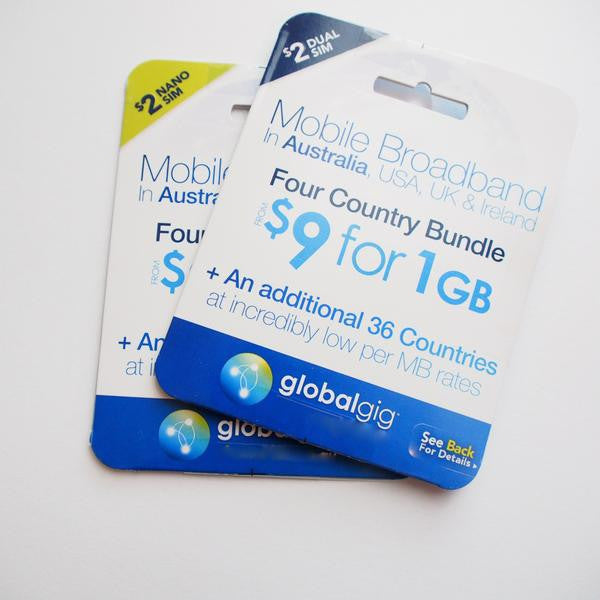 $2 DUAL
SIM
Mobile Broadband
In Australia, USA, UK & Ireland
Four Country Bundle
FROM $9 for 1GB
+ An additional 36 Countries
at incredibly low per MB rates
globalgig
See Back
For Details
$2 NANO
SIM
Mobile
In Austra
Four
FROM $
+ An
at i
globa